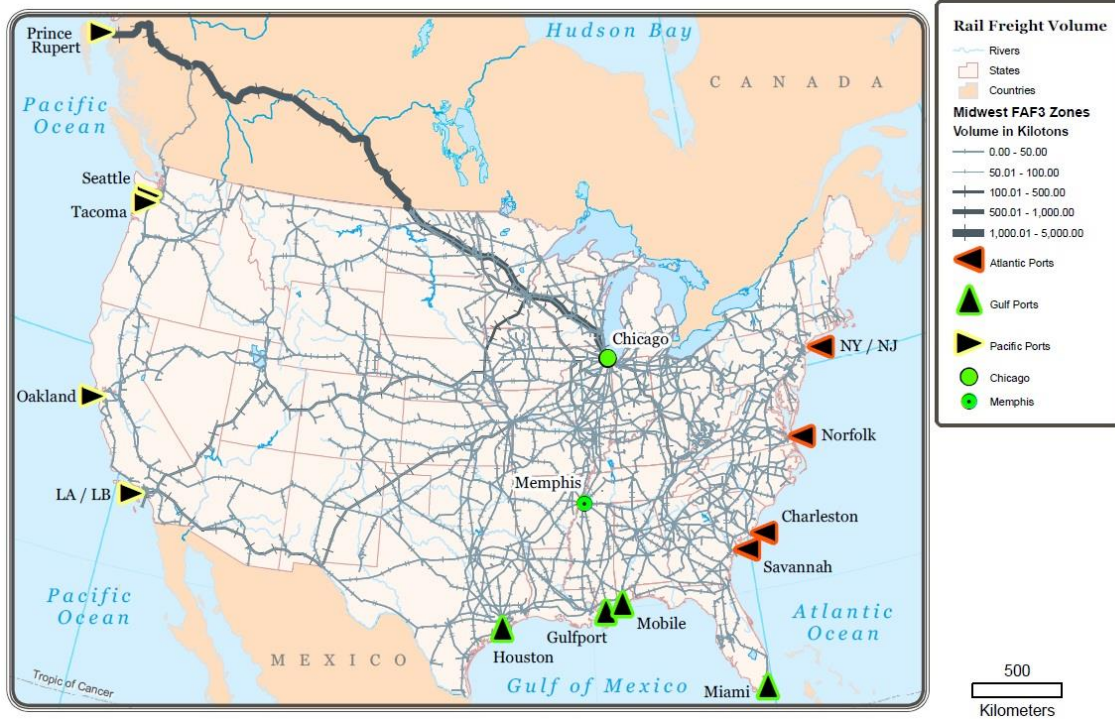 Prince
Rupert
Hudson Bay
CANADA
Pacific
Ocean
Seattle
Tacoma
Chicago
NY / NJ
Oakland
Norfolk
Memphis
LA / LB
Charleston
Savannah
Pacific
Ocean
Atlantic
Ocean
Mobile
Gulfport
Houston
MEXICO
Gulf of Mexico
Miami
Tropic of Cancer
Rail Freight Volume
Rivers
States
Countries
Midwest FAF3 Zones
Volume in Kilotons
0.00 - 50.00
50.01 - 100.00
100.01 - 500.00
500.01 - 1,000.00
1,000.01 - 5,000.00
Atlantic Ports
Gulf Ports
Pacific Ports
Chicago
Memphis
500
Kilometers